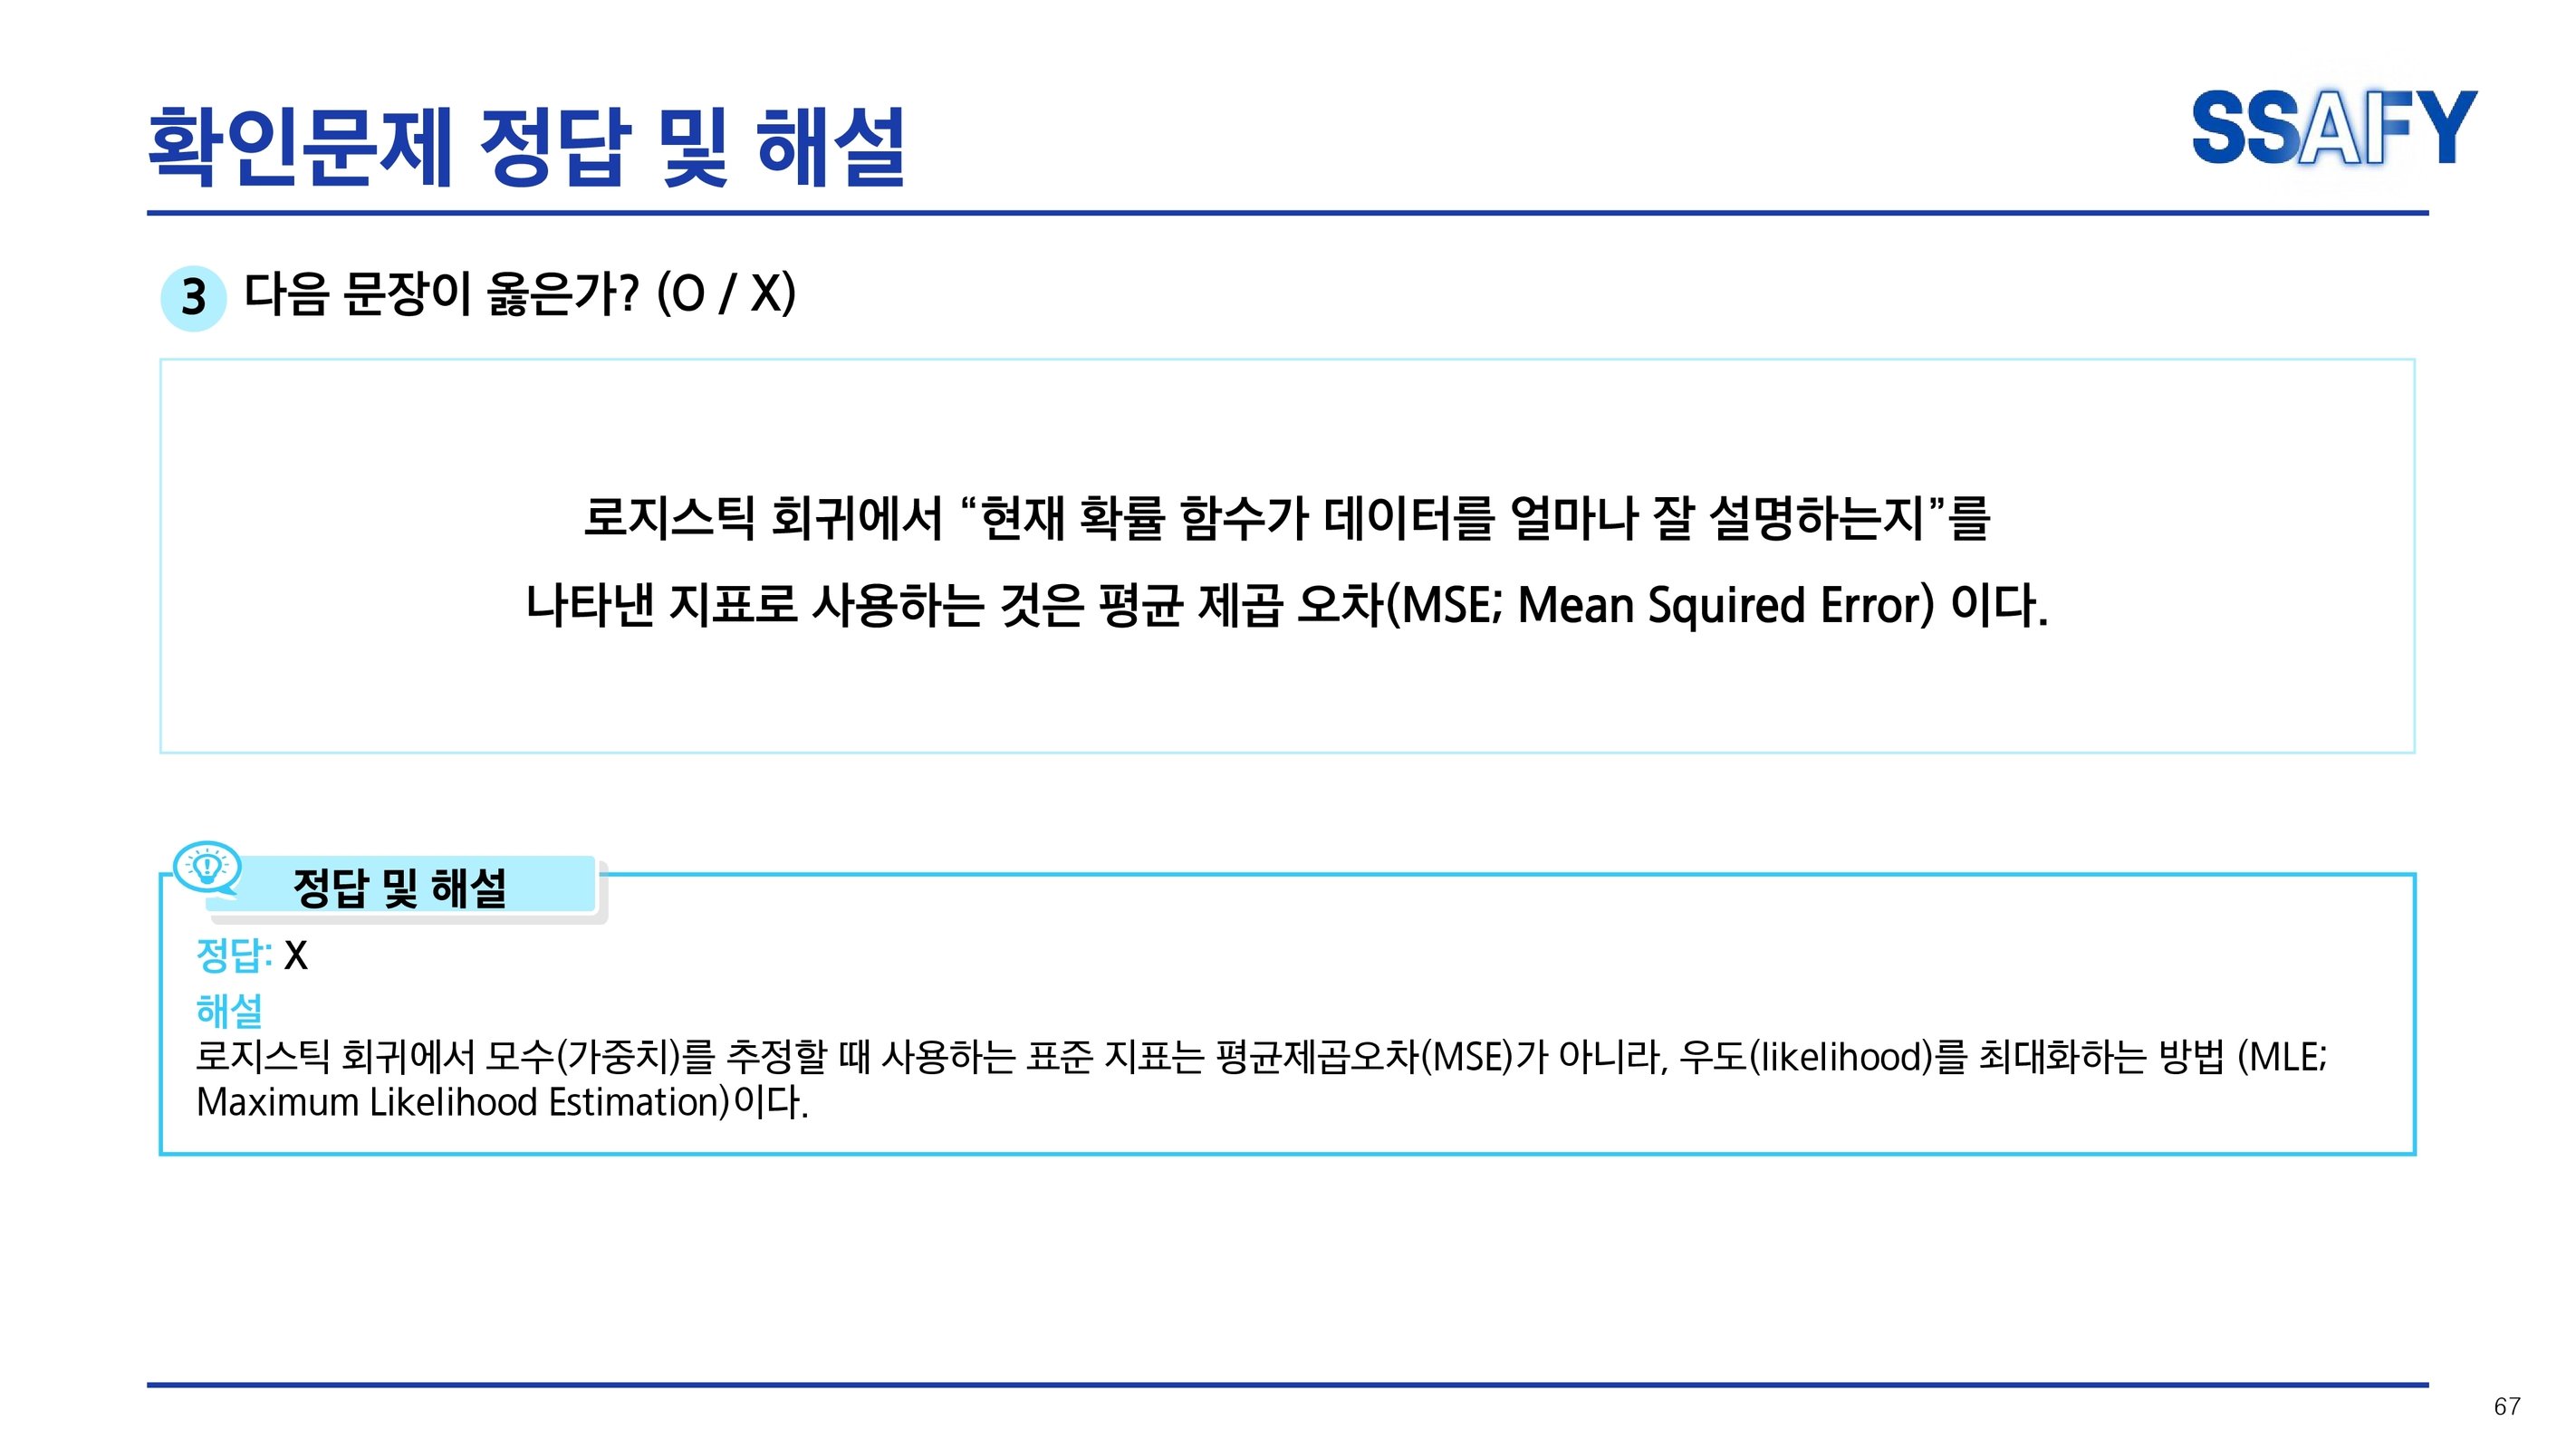 확인문제 정답 및 해설
SSAFY
3 다음 문장이 옳은가? (O / X)
로지스틱 회귀에서 “현재 확률 함수가 데이터를 얼마나 잘 설명하는지”를
나타낸 지표로 사용하는 것은 평균 제곱 오차(MSE; Mean Squired Error) 이다.
정답 및 해설
정답: X
해설
로지스틱 회귀에서 모수(가중치)를 추정할 때 사용하는 표준 지표는 평균제곱오차(MSE)가 아니라, 우도(likelihood)를 최대화하는 방법 (MLE;
Maximum Likelihood Estimation)이다.
67